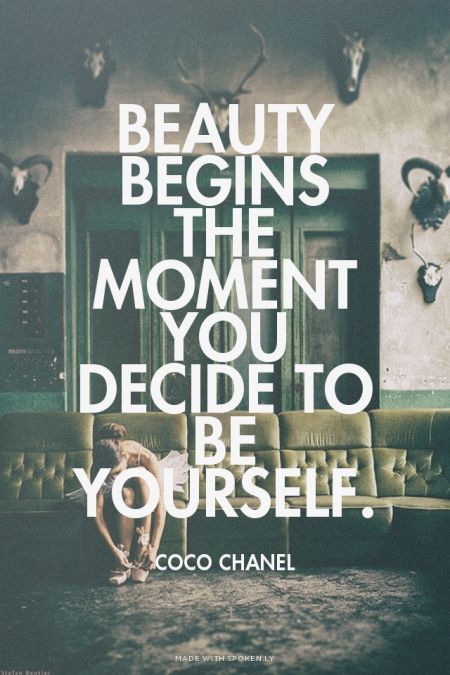 BEAUTY
BEGINS
THE
MOMENT
YOU
DECIDE TO
BE
YOURSELF.
COCO CHANEL
MADE WITH SPOKEN.LY
Stefan Beutler